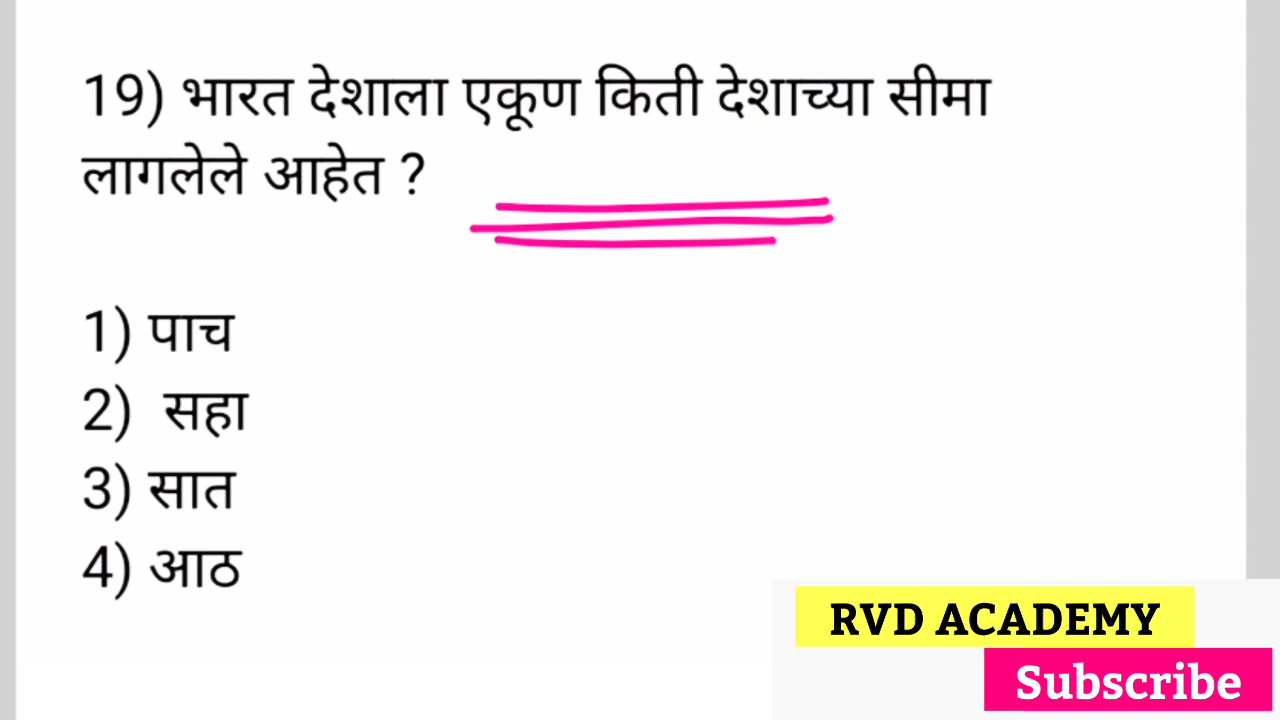 19) भारत देशाला एकूण किती देशाच्या सीमा
लागलेले आहेत ?
1) पाच
2) सहा
3) सात
4) आठ
RVD ACADEMY
Subscribe